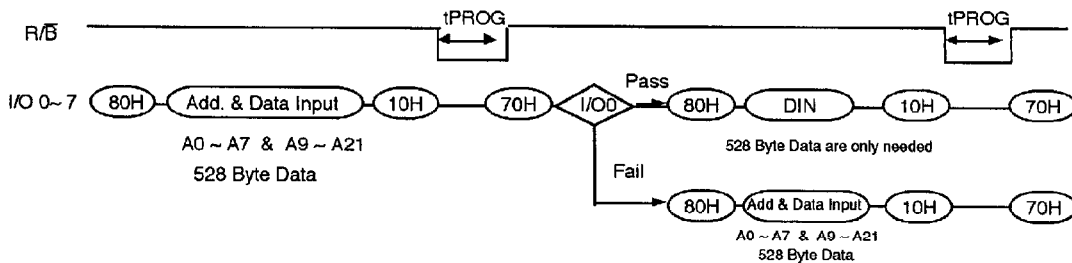 tPROG tPROG
R/B̅
I/O 0~ 7 80H Add. & Data Input 10H 70H I/O0 Pass 80H DIN 10H 70H
A0 ~ A7 & A9 ~ A21
528 Byte Data
528 Byte Data are only needed
Fail
80H Add & Data Input 10H 70H
A0 ~ A7 & A9 ~ A21
528 Byte Data